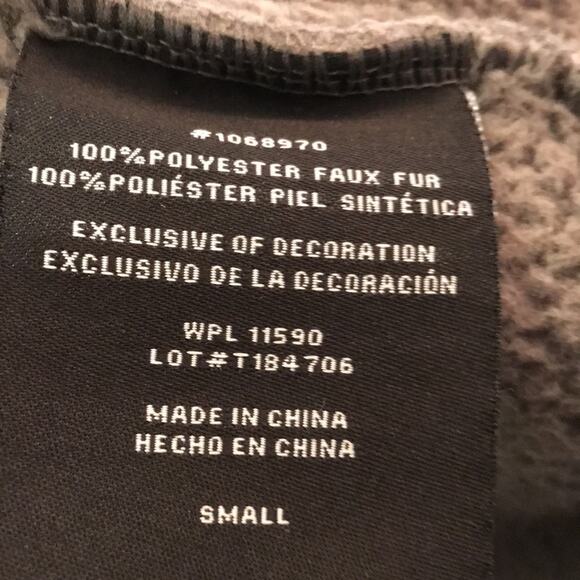 #1068970
100%POLYESTER FAUX FUR
100%POLIÉSTER PIEL SINTÉTICA
EXCLUSIVE OF DECORATION
EXCLUSIVO DE LA DECORACIÓN
WPL 11590
LOT#T184706
MADE IN CHINA
HECHO EN CHINA
SMALL